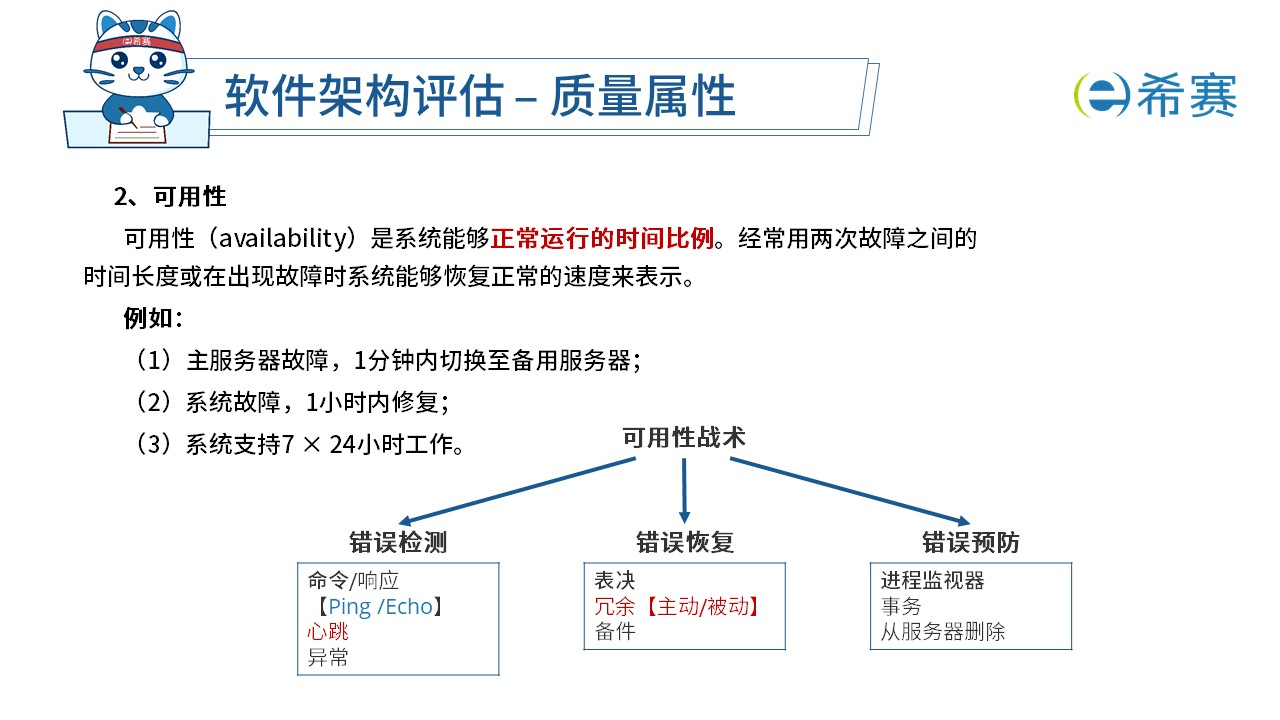 希赛
软件架构评估 – 质量属性
希赛
2、可用性
可用性（availability）是系统能够正常运行的时间比例。经常用两次故障之间的
时间长度或在出现故障时系统能够恢复正常的速度来表示。
例如：
（1）主服务器故障，1分钟内切换至备用服务器；
（2）系统故障，1小时内修复；
（3）系统支持7 × 24小时工作。
可用性战术
错误检测
命令/响应
【Ping /Echo】
心跳
异常
错误恢复
表决
冗余【主动/被动】
备件
错误预防
进程监视器
事务
从服务器删除